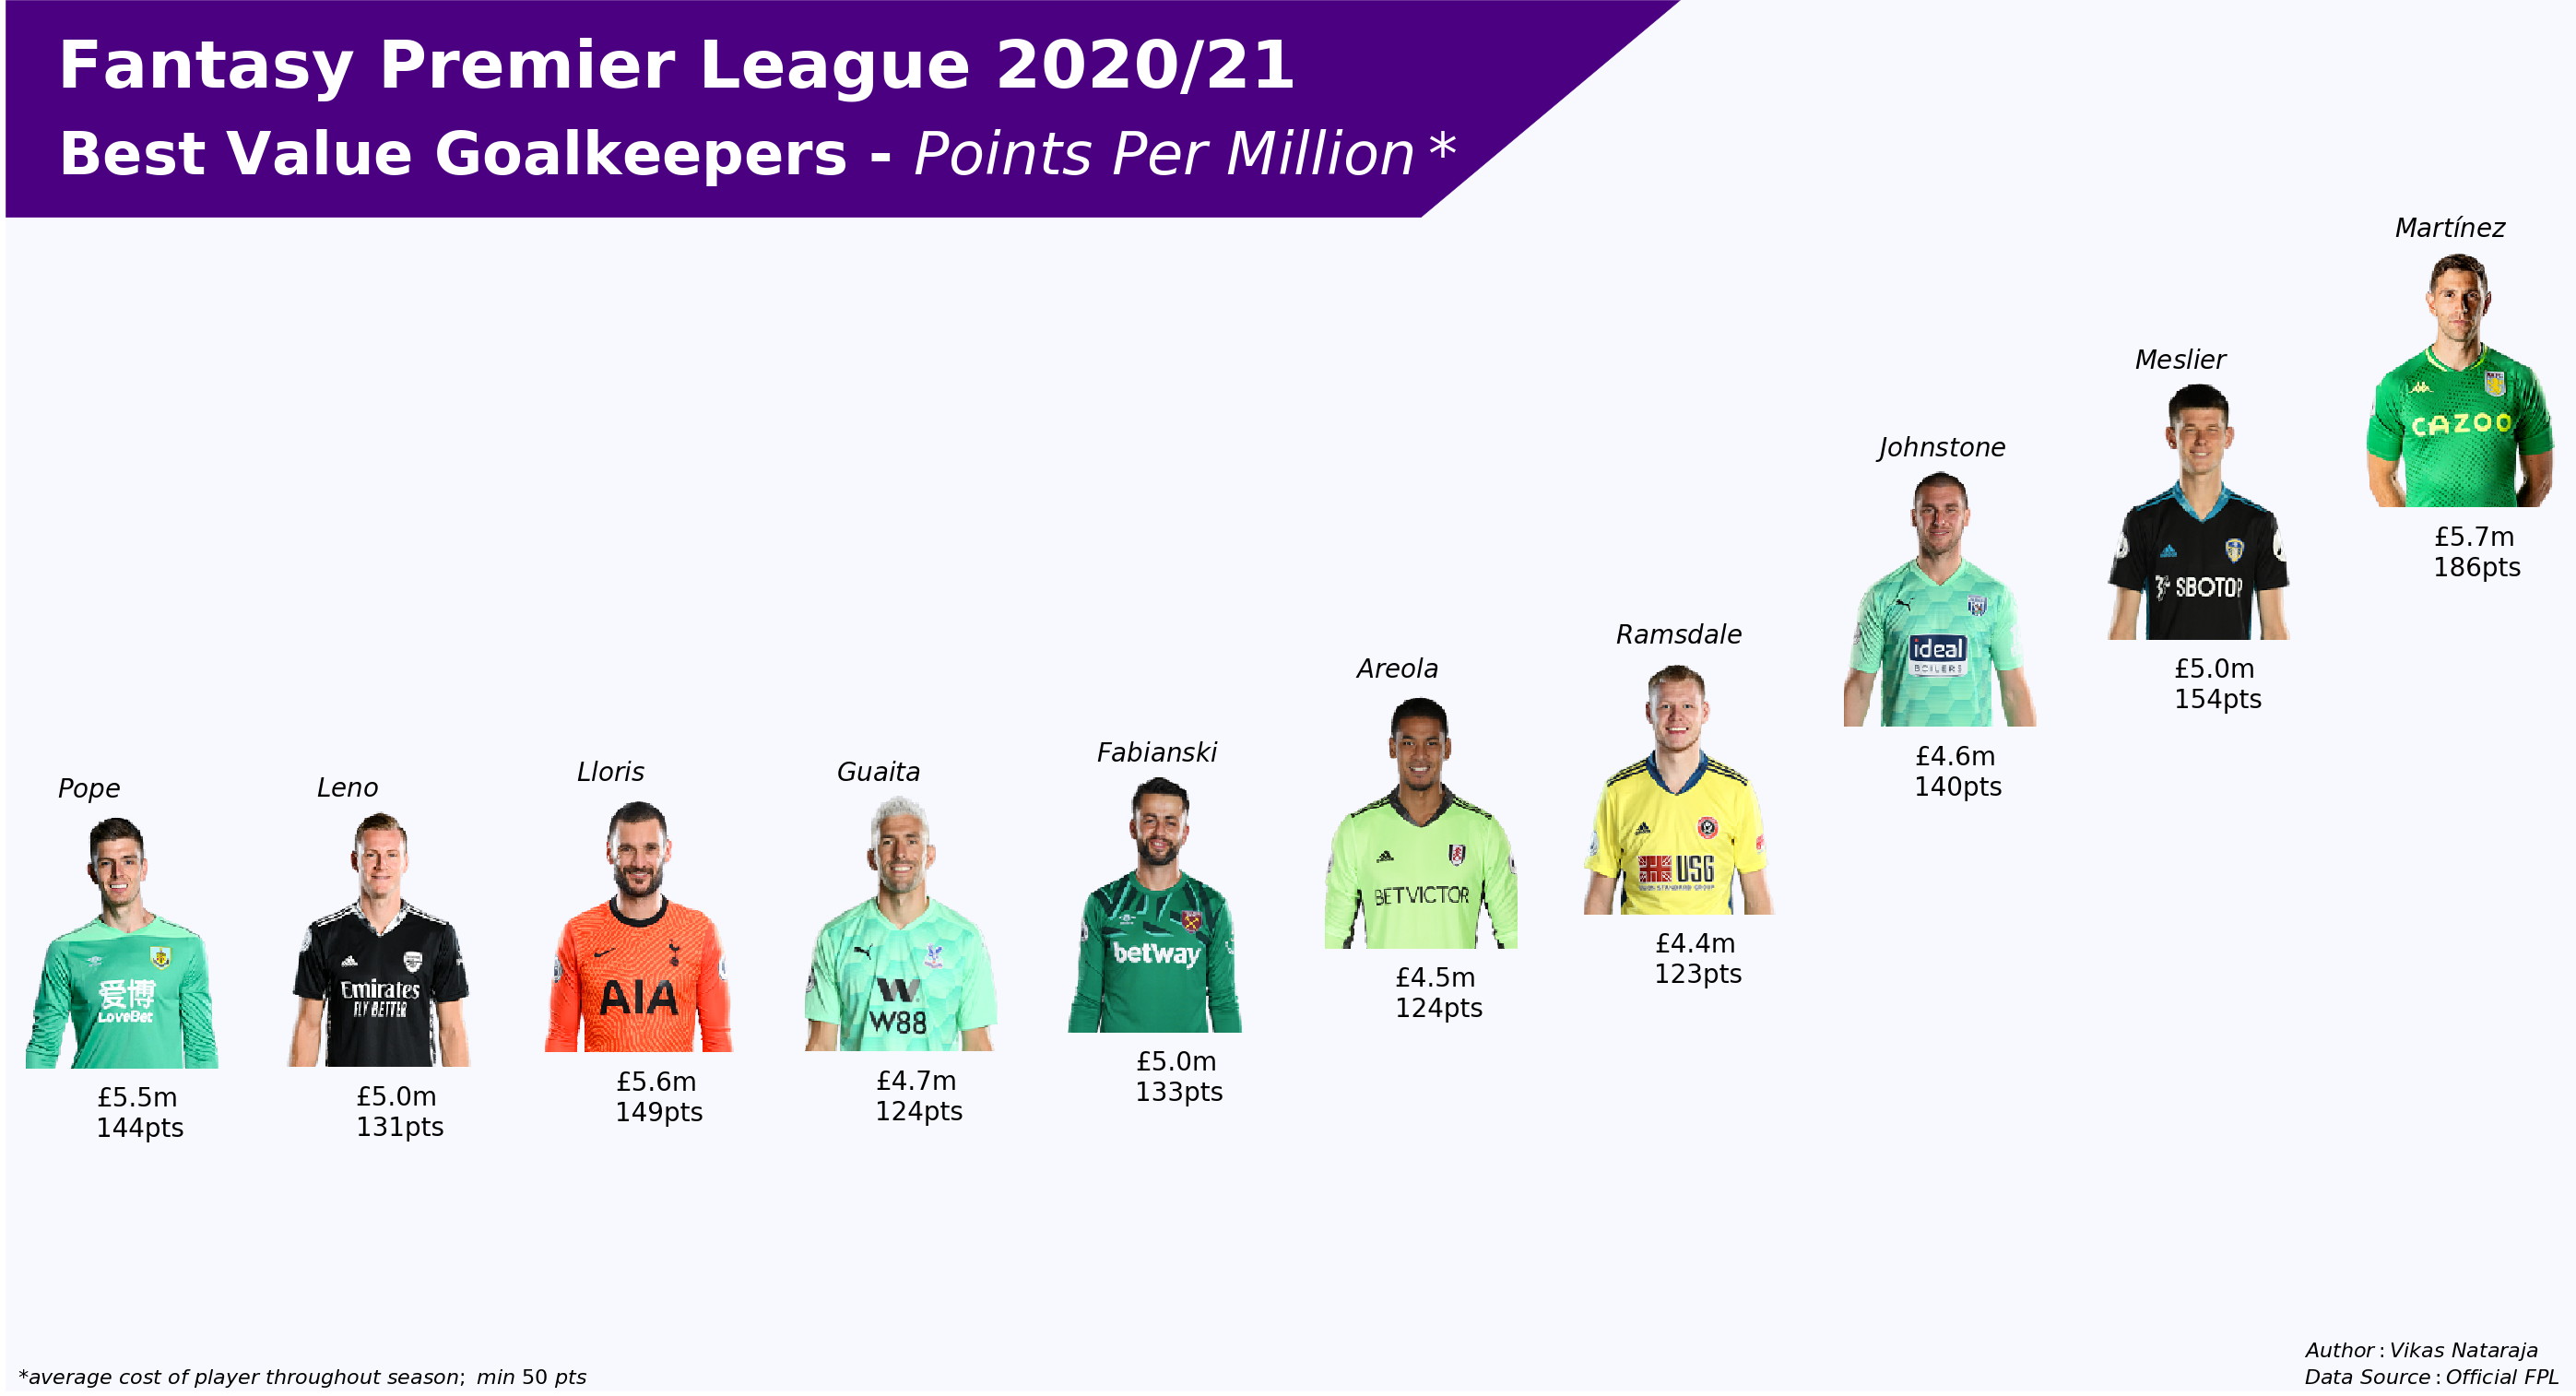 Fantasy Premier League 2020/21
Best Value Goalkeepers - Points Per Million *
Martínez
CAZOO
£5.7m
186pts
Meslier
SBOTOP
£5.0m
154pts
Johnstone
ideal
BOILERS
£4.6m
140pts
Ramsdale
USG
£4.4m
123pts
Areola
BETVICTOR
£4.5m
124pts
Fabianski
betway
£5.0m
133pts
Guaita
W88
£4.7m
124pts
Lloris
AIA
£5.6m
149pts
Leno
Emirates
FLY BETTER
£5.0m
131pts
Pope
爱博
LoveBet
£5.5m
144pts
*average cost of player throughout season; min 50 pts
Author: Vikas Nataraja
Data Source: Official FPL